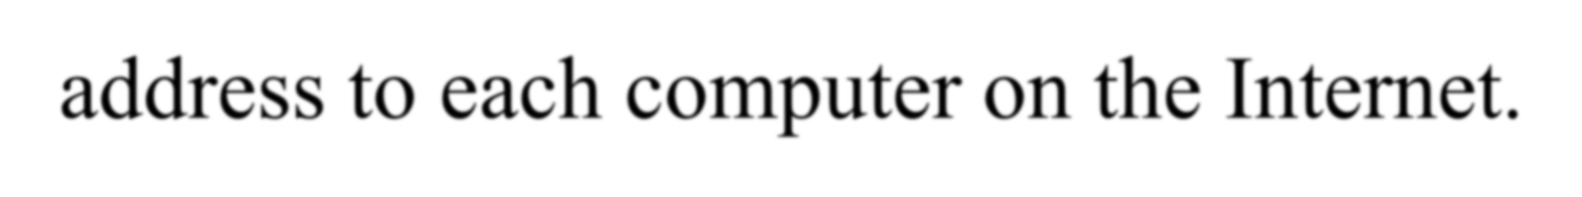 address to each computer on the Internet.